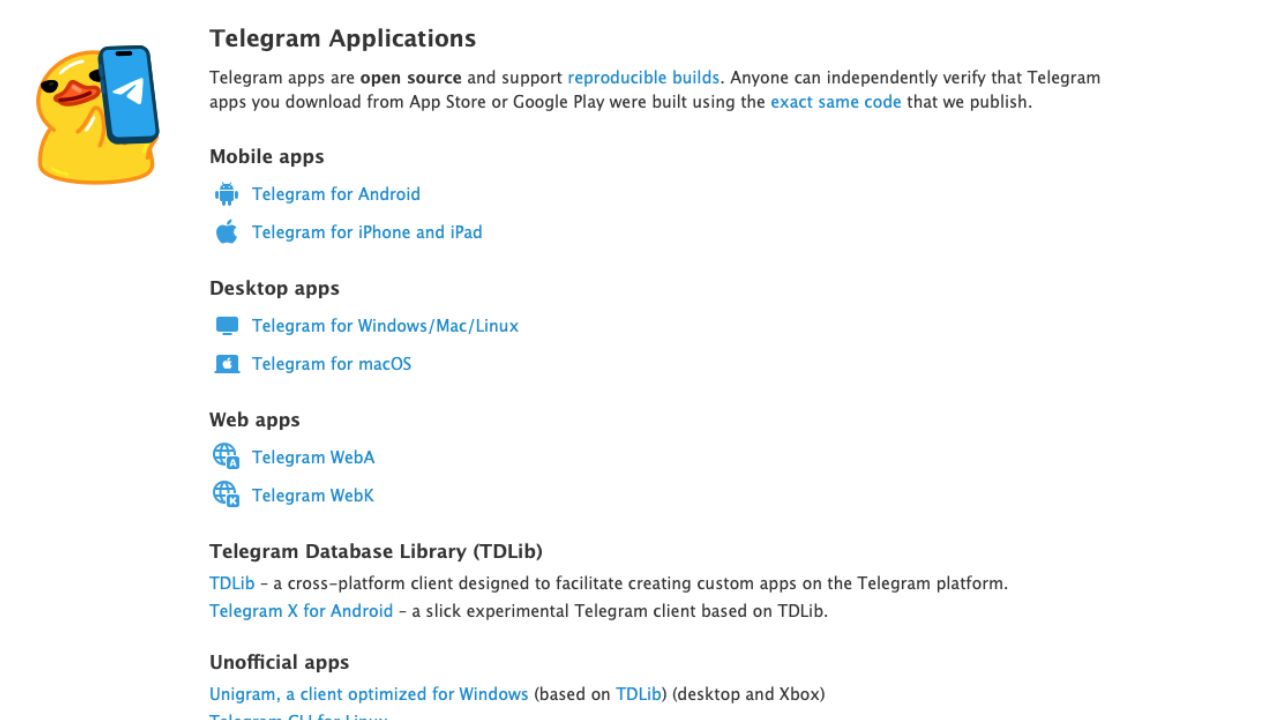 Telegram Applications
Telegram apps are open source and support reproducible builds. Anyone can independently verify that Telegram
apps you download from App Store or Google Play were built using the exact same code that we publish.
Mobile apps
Telegram for Android
Telegram for iPhone and iPad
Desktop apps
Telegram for Windows/Mac/Linux
Telegram for macOS
Web apps
A
Telegram WebA
K
Telegram WebK
Telegram Database Library (TDLib)
TDLib – a cross-platform client designed to facilitate creating custom apps on the Telegram platform.
Telegram X for Android – a slick experimental Telegram client based on TDLib.
Unofficial apps
Unigram, a client optimized for Windows (based on TDLib) (desktop and Xbox)
Telegram CLI for Linux